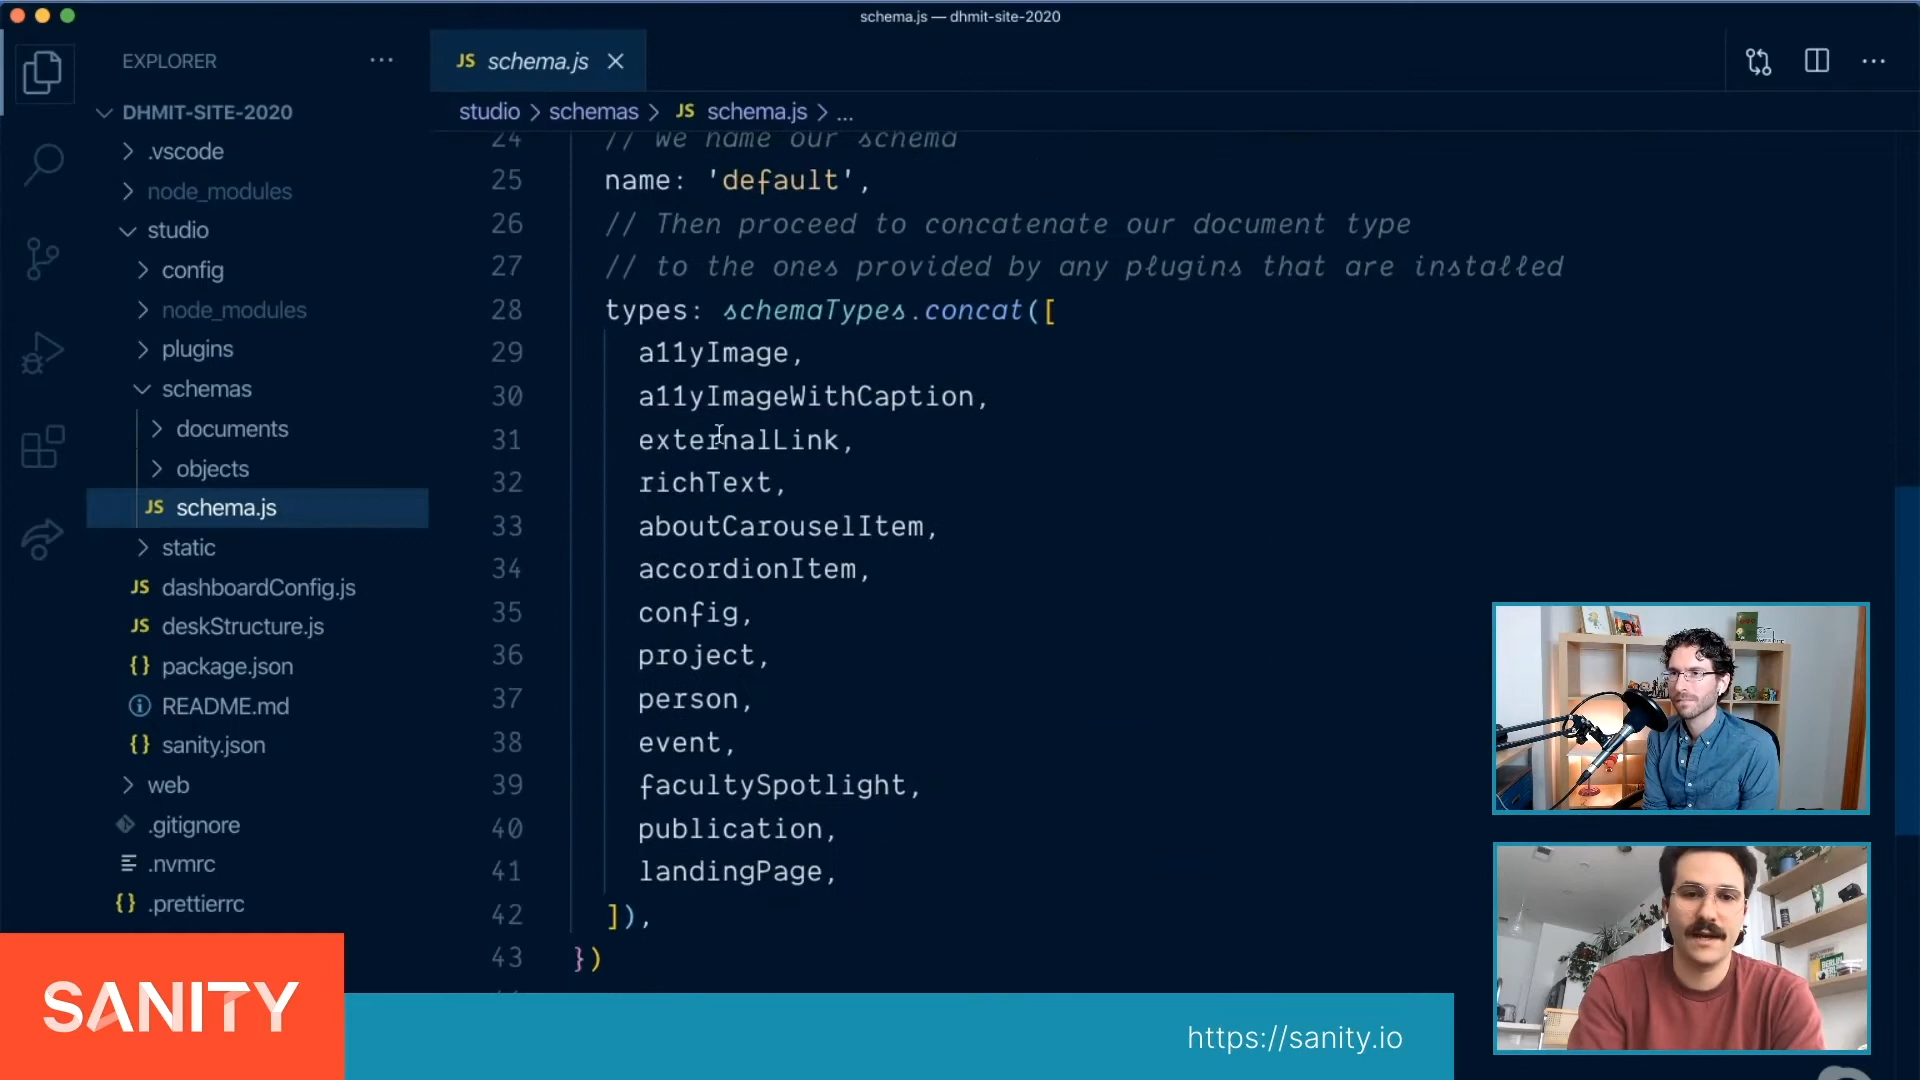 schema.js — dhmit-site-2020
EXPLORER
JS schema.js
studio > schemas > JS schema.js > ...
DHMIT-SITE-2020
.vscode
node_modules
studio
config
node_modules
plugins
schemas
documents
objects
JS schema.js
static
JS dashboardConfig.js
JS deskStructure.js
{} package.json
README.md
{} sanity.json
web
.gitignore
.nvmrc
{} .prettierrc
24 // we name our schema
25 name: 'default',
26 // Then proceed to concatenate our document type
27 // to the ones provided by any plugins that are installed
28 types: schemaTypes.concat([
29 a11yImage,
30 a11yImageWithCaption,
31 externalLink,
32 richText,
33 aboutCarouselItem,
34 accordionItem,
35 config,
36 project,
37 person,
38 event,
39 facultySpotlight,
40 publication,
41 landingPage,
42 ]),
43 })
SANITY
https://sanity.io